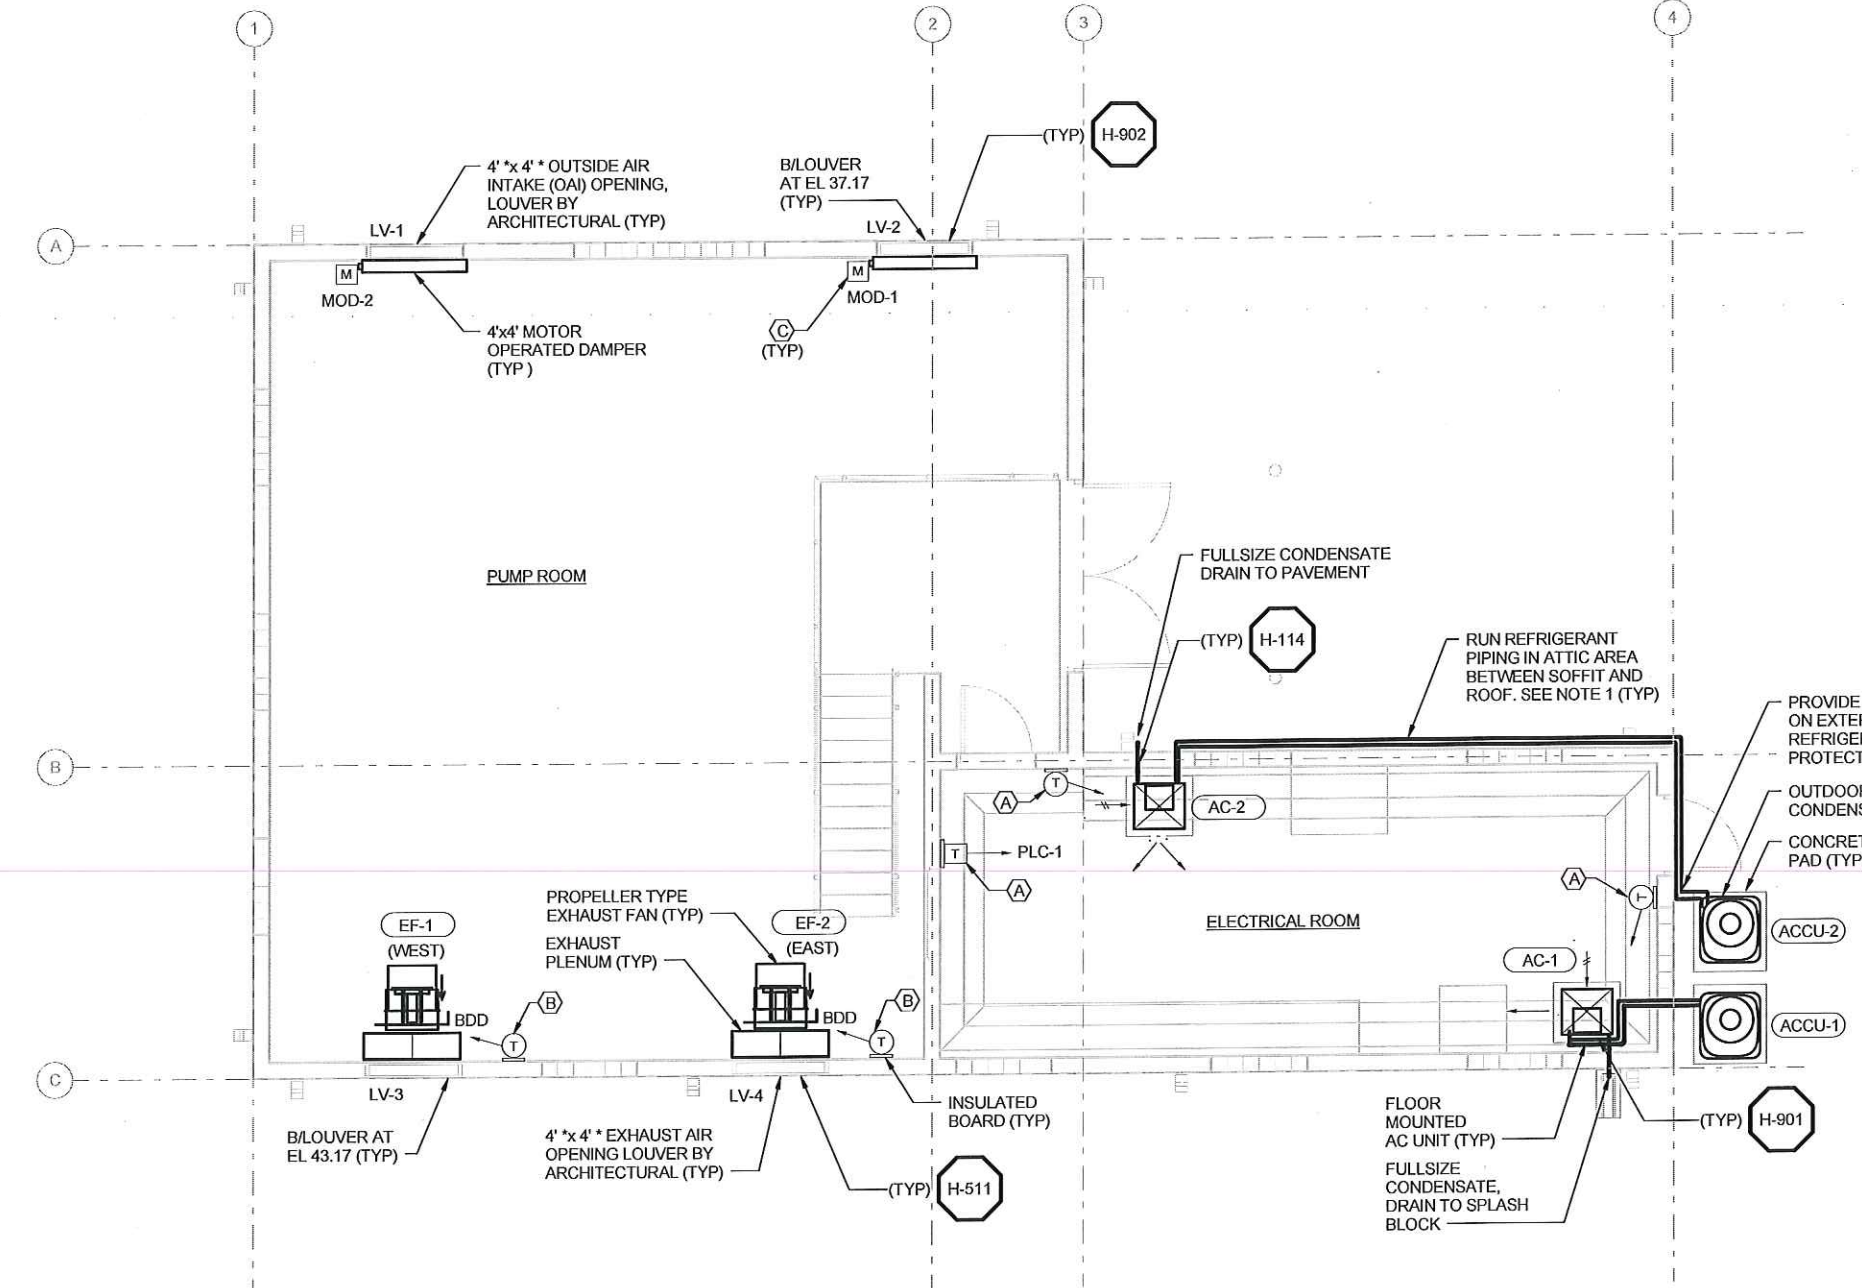 1
2
3
4
(TYP)
H-902
4' *x 4' * OUTSIDE AIR
INTAKE (OAI) OPENING,
LOUVER BY
ARCHITECTURAL (TYP)
B/LOUVER
AT EL 37.17
(TYP)
LV-1
LV-2
A
M
MOD-2
M
MOD-1
4'x4' MOTOR
OPERATED DAMPER
(TYP )
C
(TYP)
PUMP ROOM
FULLSIZE CONDENSATE
DRAIN TO PAVEMENT
(TYP)
H-114
RUN REFRIGERANT
PIPING IN ATTIC AREA
BETWEEN SOFFIT AND
ROOF. SEE NOTE 1 (TYP)
PROVIDE
ON EXTE
REFRIGE
PROTECT
B
T
A
AC-2
OUTDOO
CONDENS
CONCRET
PAD (TYP
T
PLC-1
A
A
T
PROPELLER TYPE
EXHAUST FAN (TYP)
EXHAUST
PLENUM (TYP)
EF-1
(WEST)
EF-2
(EAST)
ELECTRICAL ROOM
ACCU-2
AC-1
B
B
BDD
BDD
T
T
ACCU-1
C
LV-3
LV-4
INSULATED
BOARD (TYP)
B/LOUVER AT
EL 43.17 (TYP)
4' *x 4' * EXHAUST AIR
OPENING LOUVER BY
ARCHITECTURAL (TYP)
(TYP)
H-511
FLOOR
MOUNTED
AC UNIT (TYP)
(TYP)
H-901
FULLSIZE
CONDENSATE,
DRAIN TO SPLASH
BLOCK